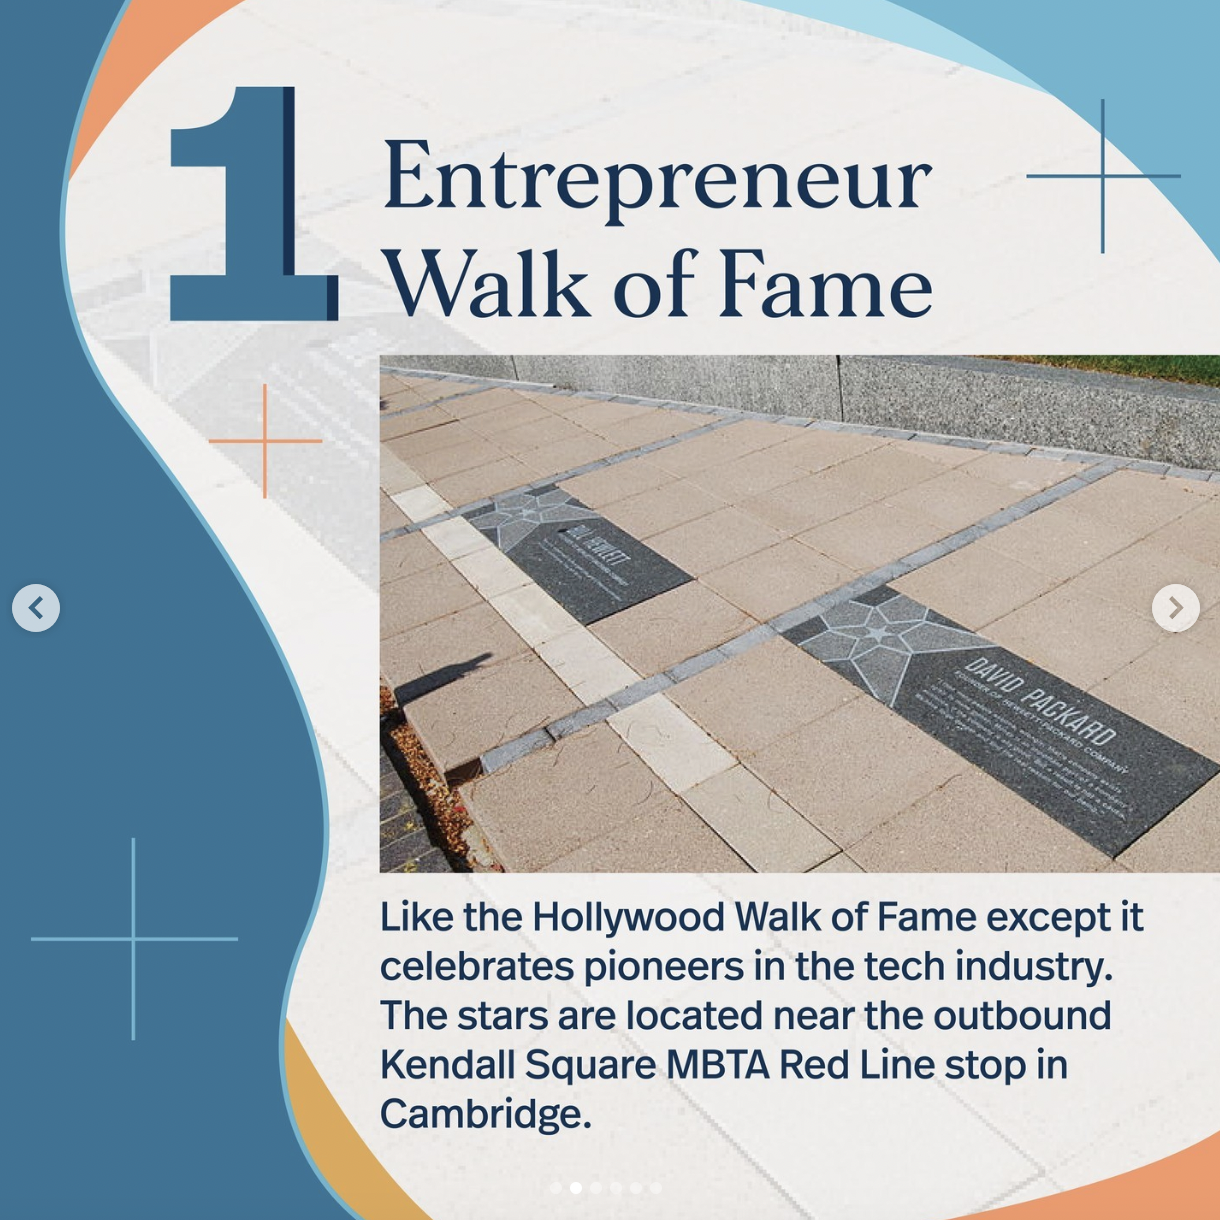 1
Entrepreneur
Walk of Fame
BILL HEWLETT
DAVID PACKARD
FOUNDER OF HEWLETT-PACKARD COMPANY
Like the Hollywood Walk of Fame except it
celebrates pioneers in the tech industry.
The stars are located near the outbound
Kendall Square MBTA Red Line stop in
Cambridge.